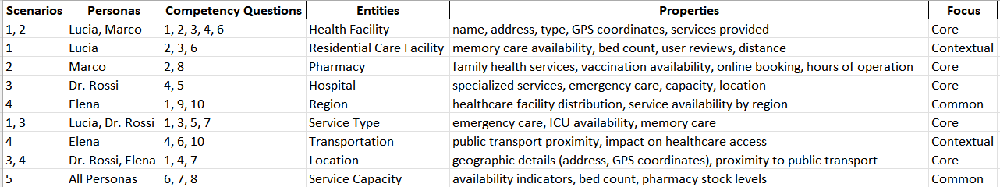 Scenarios Personas Competency Questions Entities Properties Focus
1, 2 Lucia, Marco 1, 2, 3, 4, 6 Health Facility name, address, type, GPS coordinates, services provided Core
1 Lucia 2, 3, 6 Residential Care Facility memory care availability, bed count, user reviews, distance Contextual
2 Marco 2, 8 Pharmacy family health services, vaccination availability, online booking, hours of operation Core
3 Dr. Rossi 4, 5 Hospital specialized services, emergency care, capacity, location Core
4 Elena 1, 9, 10 Region healthcare facility distribution, service availability by region Common
1, 3 Lucia, Dr. Rossi 1, 3, 5, 7 Service Type emergency care, ICU availability, memory care Core
4 Elena 4, 6, 10 Transportation public transport proximity, impact on healthcare access Contextual
3, 4 Dr. Rossi, Elena 1, 4, 7 Location geographic details (address, GPS coordinates), proximity to public transport Core
5 All Personas 6, 7, 8 Service Capacity availability indicators, bed count, pharmacy stock levels Common